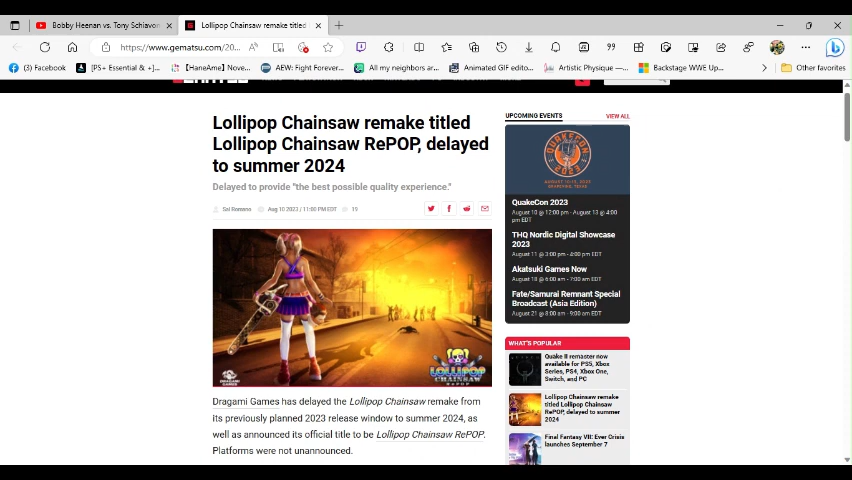 Bobby Heenan vs. Tony Schiavon
Lollipop Chainsaw remake titled
https://www.gematsu.com/20...
(3) Facebook
[PS+ Essential & +]...
[HaneAme] Nove...
AEW: Fight Forever...
All my neighbors ar...
Animated GIF edito...
Artistic Physique —...
Backstage WWE Up...
Other favorites
Lollipop Chainsaw remake titled
Lollipop Chainsaw RePOP, delayed
to summer 2024
Delayed to provide "the best possible quality experience."
Sal Romano
Aug 10 2023 / 11:00 PM EDT
19
DRAGAMI
GAMES
LOLLIPOP
CHAINSAW
RePOP
Dragami Games has delayed the Lollipop Chainsaw remake from
its previously planned 2023 release window to summer 2024, as
well as announced its official title to be Lollipop Chainsaw RePOP.
Platforms were not unannounced.
UPCOMING EVENTS
VIEW ALL
QUAKECON
2023
QuakeCon 2023
August 10 @ 12:00 pm - August 13 @ 4:00
pm EDT
THQ Nordic Digital Showcase
2023
August 11 @ 3:00 pm - 4:00 pm EDT
Akatsuki Games Now
August 18 @ 6:00 am - 7:00 am EDT
Fate/Samurai Remnant Special
Broadcast (Asia Edition)
August 21 @ 8:00 am - 9:00 am EDT
WHAT'S POPULAR
Quake II remaster now
available for PS5, Xbox
Series, PS4, Xbox One,
Switch, and PC
Lollipop Chainsaw remake
titled Lollipop Chainsaw
RePOP, delayed to summer
2024
Final Fantasy VII: Ever Crisis
launches September 7